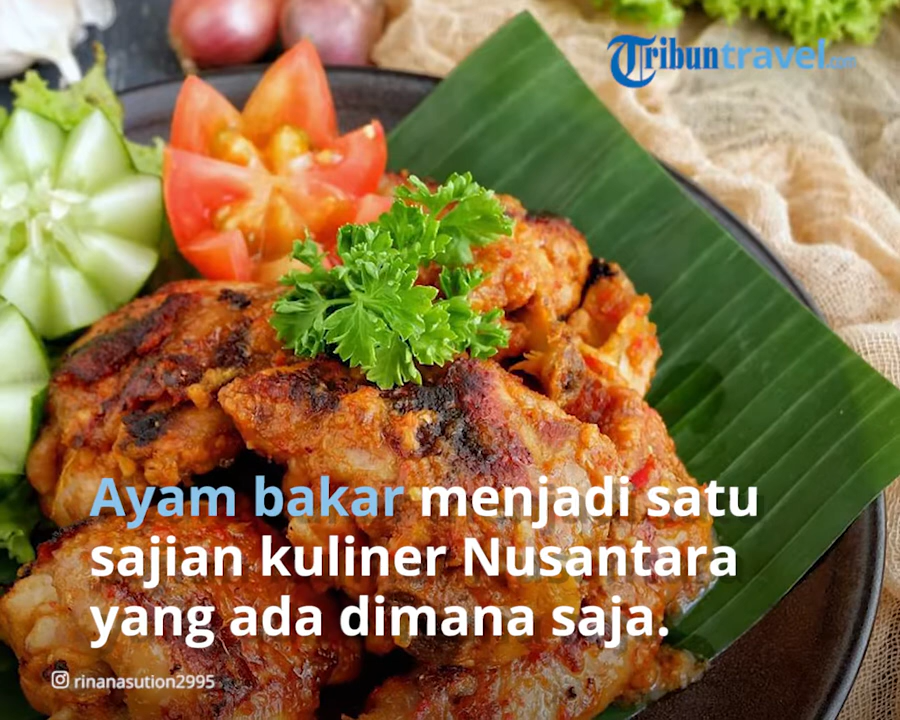 Tribuntravel.com
Ayam bakar menjadi satu
sajian kuliner Nusantara
yang ada dimana saja.
rinanasution2995